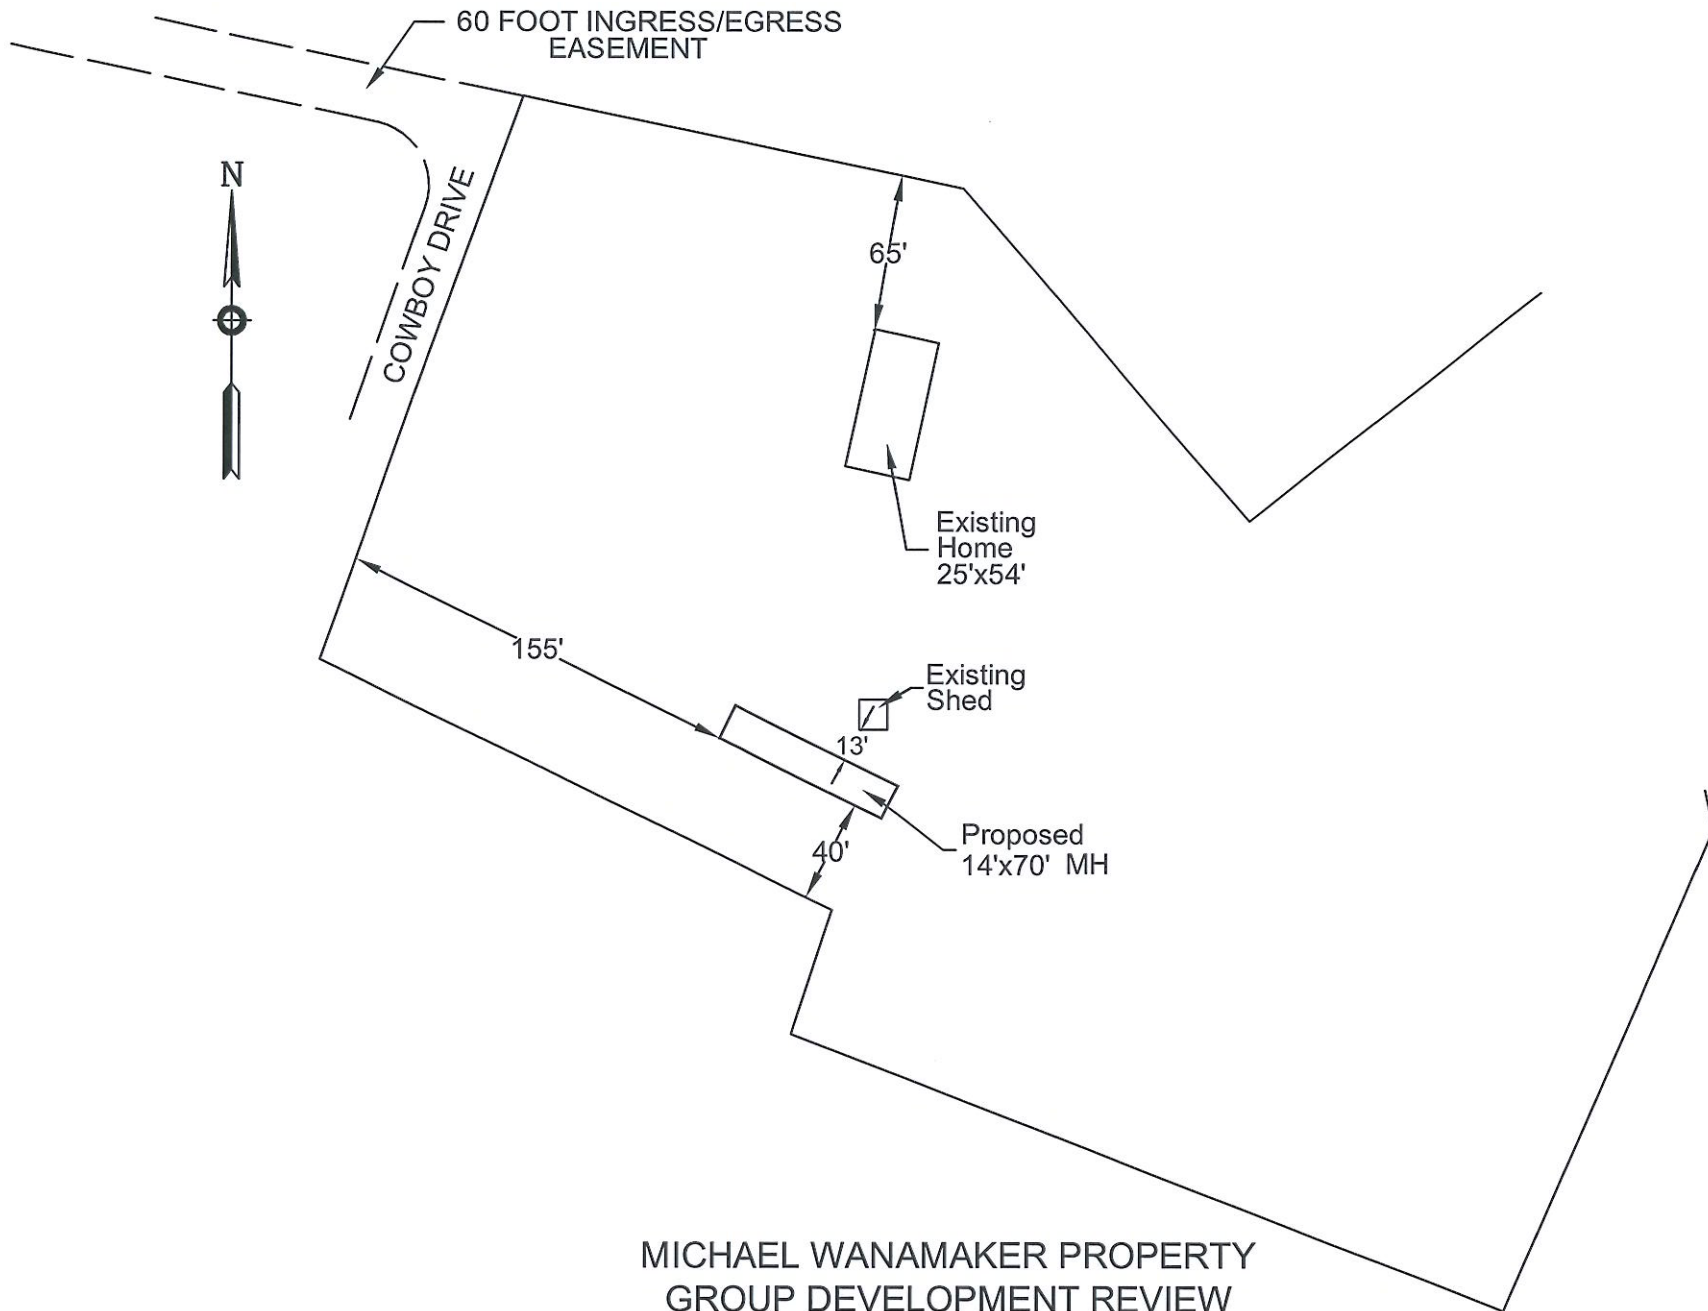 60 FOOT INGRESS/EGRESS
EASEMENT
N
COWBOY DRIVE
65'
Existing
Home
25'x54'
155'
Existing
Shed
13'
Proposed
14'x70' MH
40'
MICHAEL WANAMAKER PROPERTY
GROUP DEVELOPMENT REVIEW